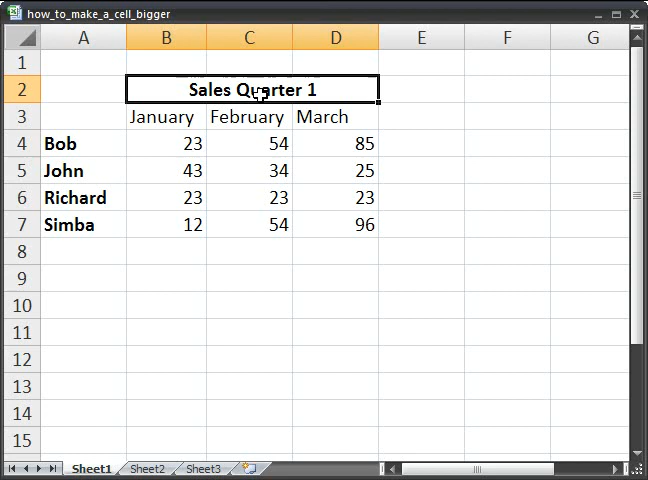 how_to_make_a_cell_bigger
A B C D E F G
1
2 Sales Quarter 1
3 January February March
4 Bob 23 54 85
5 John 43 34 25
6 Richard 23 23 23
7 Simba 12 54 96
8
9
10
11
12
13
14
15
Sheet1 Sheet2 Sheet3